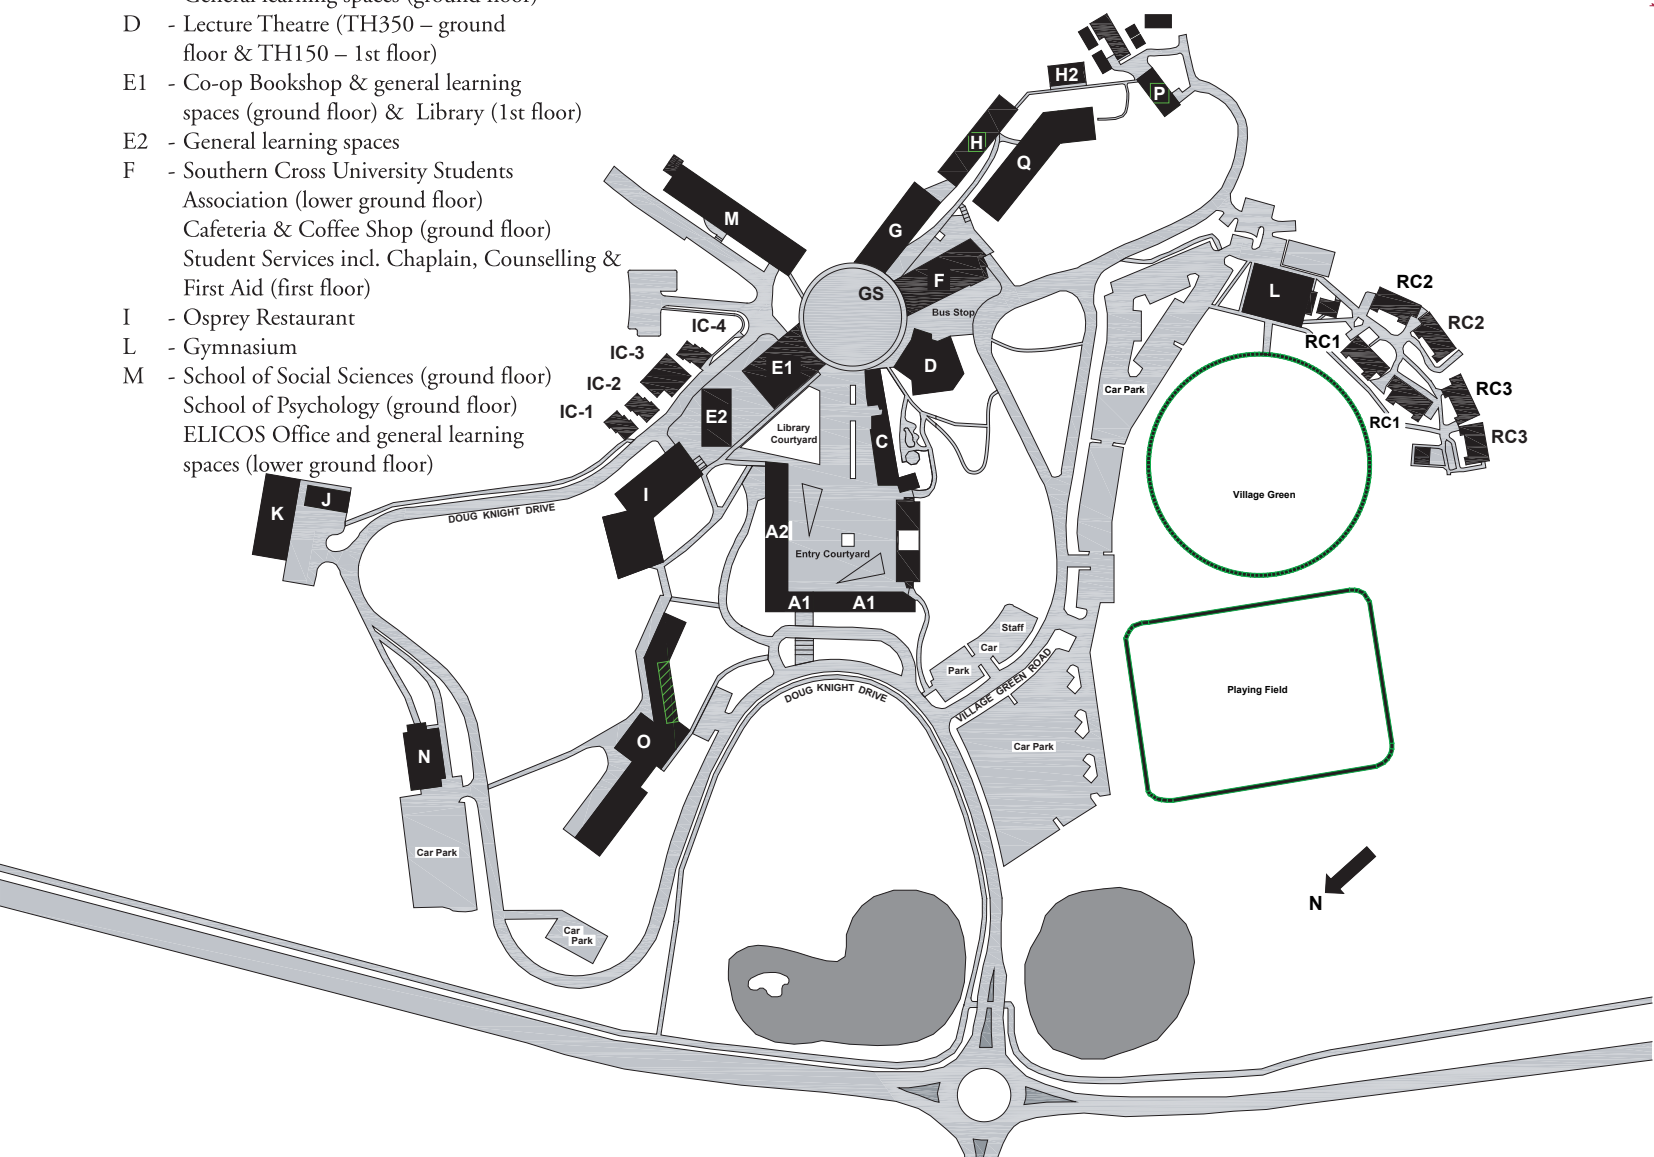 General learning spaces (ground floor)
D - Lecture Theatre (TH350 – ground
floor & TH150 – 1st floor)
E1 - Co-op Bookshop & general learning
spaces (ground floor) & Library (1st floor)
E2 - General learning spaces
F - Southern Cross University Students
Association (lower ground floor)
Cafeteria & Coffee Shop (ground floor)
Student Services incl. Chaplain, Counselling &
First Aid (first floor)
I - Osprey Restaurant
L - Gymnasium
M - School of Social Sciences (ground floor)
School of Psychology (ground floor)
ELICOS Office and general learning
spaces (lower ground floor)
H2
P
H
Q
M
G
F
GS
Bus Stop
L
RC2
RC2
RC1
RC3
RC1
RC3
IC-4
IC-3
IC-2
IC-1
E1
D
E2
Car Park
Library
Courtyard
C
I
J
K
DOUG KNIGHT DRIVE
A2
Entry Courtyard
Village Green
A1
A1
Staff
Car
Park
VILLAGE GREEN ROAD
DOUG KNIGHT DRIVE
Playing Field
O
N
Car Park
Car Park
Car
Park
N